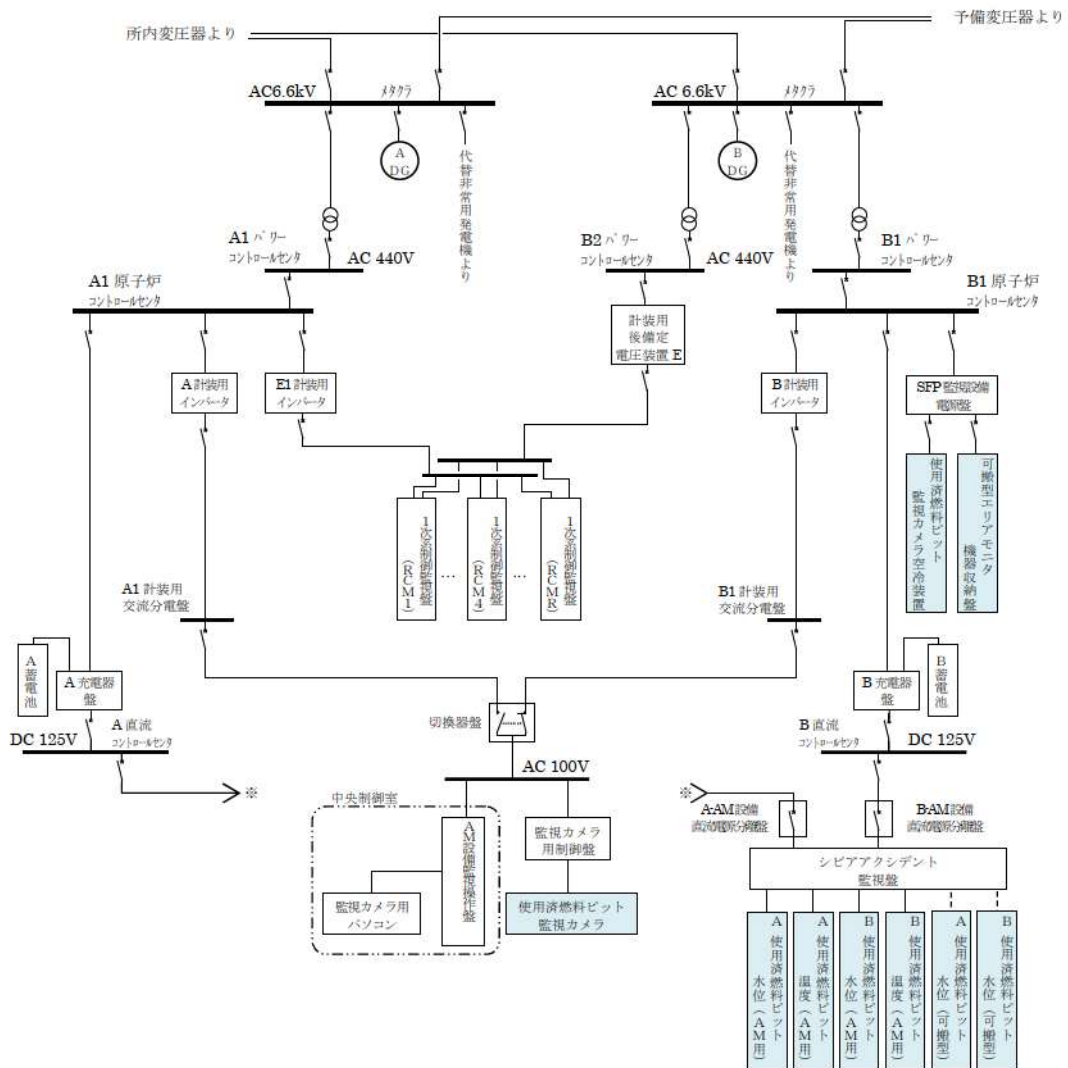 所内変圧器より
予備変圧器より
AC6.6kV
メタクラ
AC 6.6kV
メタクラ
A
DG
代替非常用発電機より
B
DG
代替非常用発電機より
A1 パワー
コントロールセンタ
AC 440V
B2 パワー
コントロールセンタ
AC 440V
B1 パワー
コントロールセンタ
A1 原子炉
コントロールセンタ
B1 原子炉
コントロールセンタ
計装用
後備定
電圧装置 E
A 計装用
インバータ
E1 計装用
インバータ
B 計装用
インバータ
SFP 監視設備
電源盤
使用済燃料ピット
監視カメラ空冷装置
可搬型エリアモニタ
機器収納盤
1次系制御監視盤
(RCM1)
…
1次系制御監視盤
(RCM4)
…
1次系制御監視盤
(RCMR)
A1 計装用
交流分電盤
B1 計装用
交流分電盤
A蓄電池
A 充電器
盤
B 充電器
盤
B蓄電池
切換器盤
DC 125V
A 直流
コントロールセンタ
B 直流
コントロールセンタ
DC 125V
AC 100V
※
※
A-AM設備
直流電源分離盤
B-AM設備
直流電源分離盤
中央制御室
AM設備監視操作盤
監視カメラ用
パソコン
監視カメラ
用制御盤
使用済燃料ピット
監視カメラ
シビアアクシデント
監視盤
A 使用済燃料ピット
水位(AM用)
A 使用済燃料ピット
温度(AM用)
B 使用済燃料ピット
水位(AM用)
B 使用済燃料ピット
温度(AM用)
A 使用済燃料ピット
水位(可搬型)
B 使用済燃料ピット
水位(可搬型)